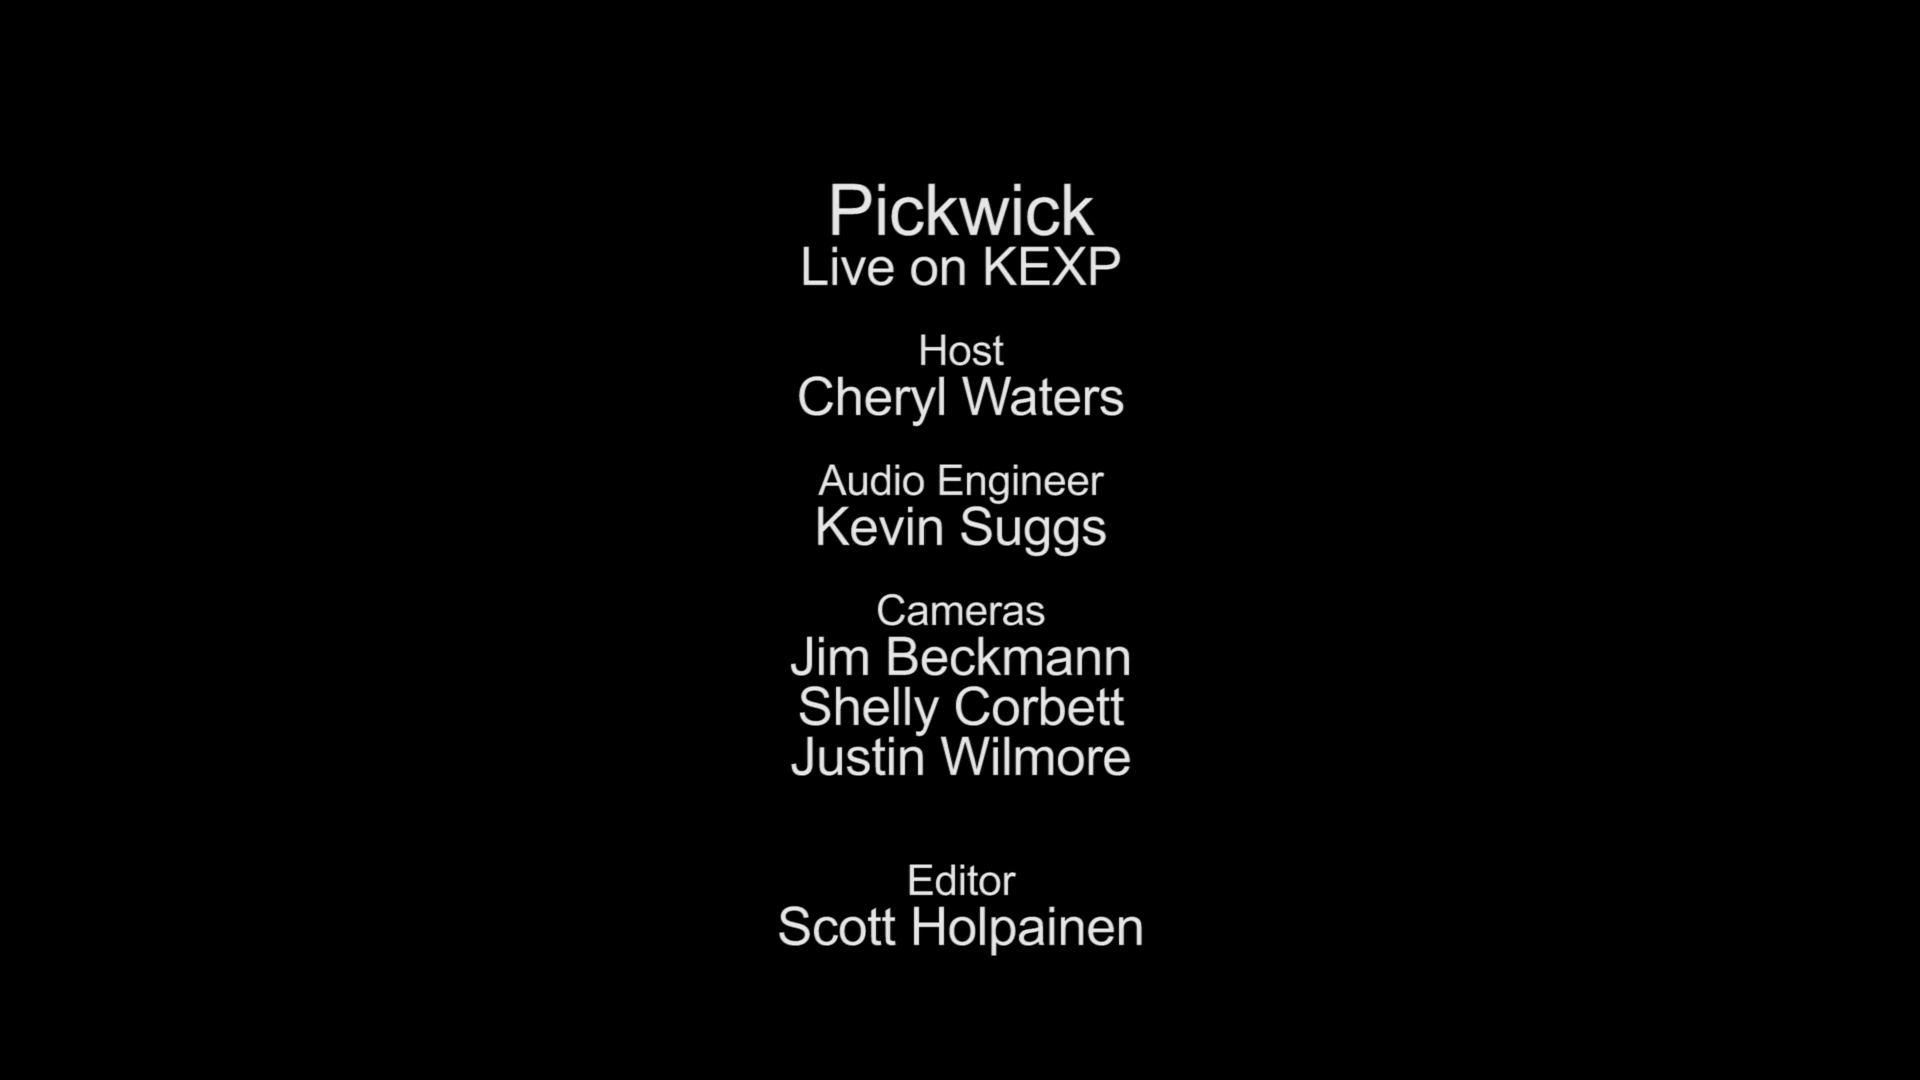 Pickwick
Live on KEXP
Host
Cheryl Waters
Audio Engineer
Kevin Suggs
Cameras
Jim Beckmann
Shelly Corbett
Justin Wilmore
Editor
Scott Holpainen